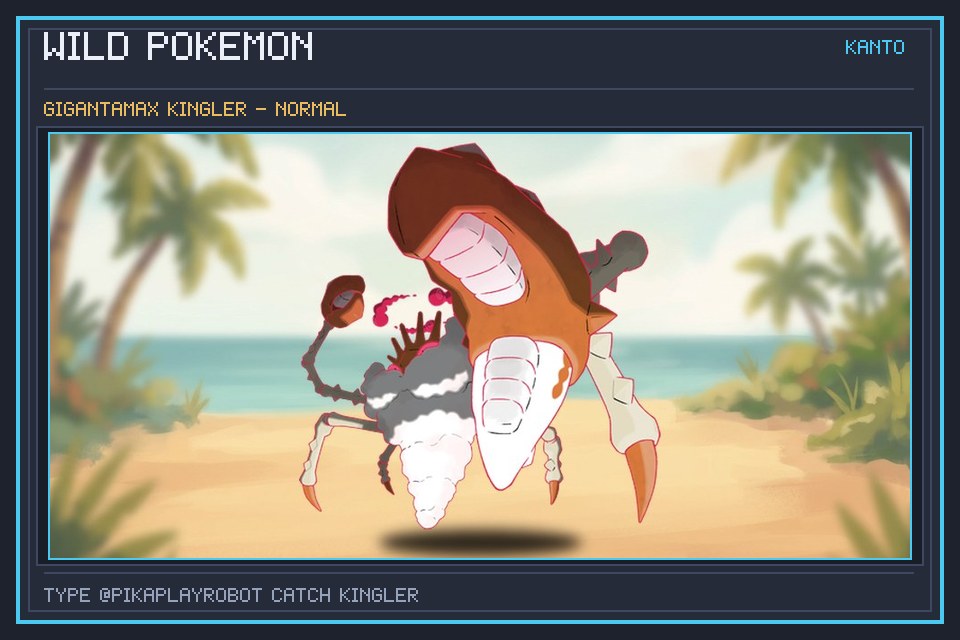 WILD POKEMON
KANTO
GIGANTAMAX KINGLER - NORMAL
TYPE @PIKAPLAYROBOT CATCH KINGLER